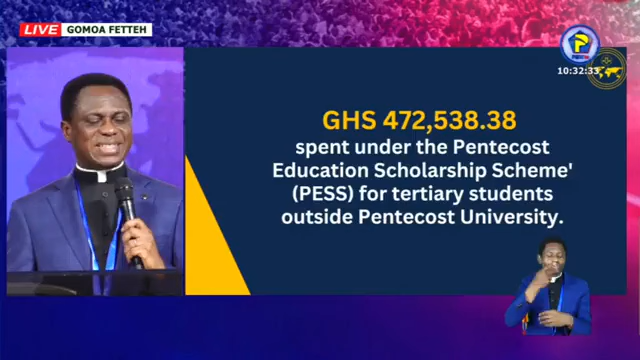 LIVE GOMOA FETTEH
10:32:33
GHS 472,538.38
spent under the Pentecost
Education Scholarship Scheme'
(PESS) for tertiary students
outside Pentecost University.